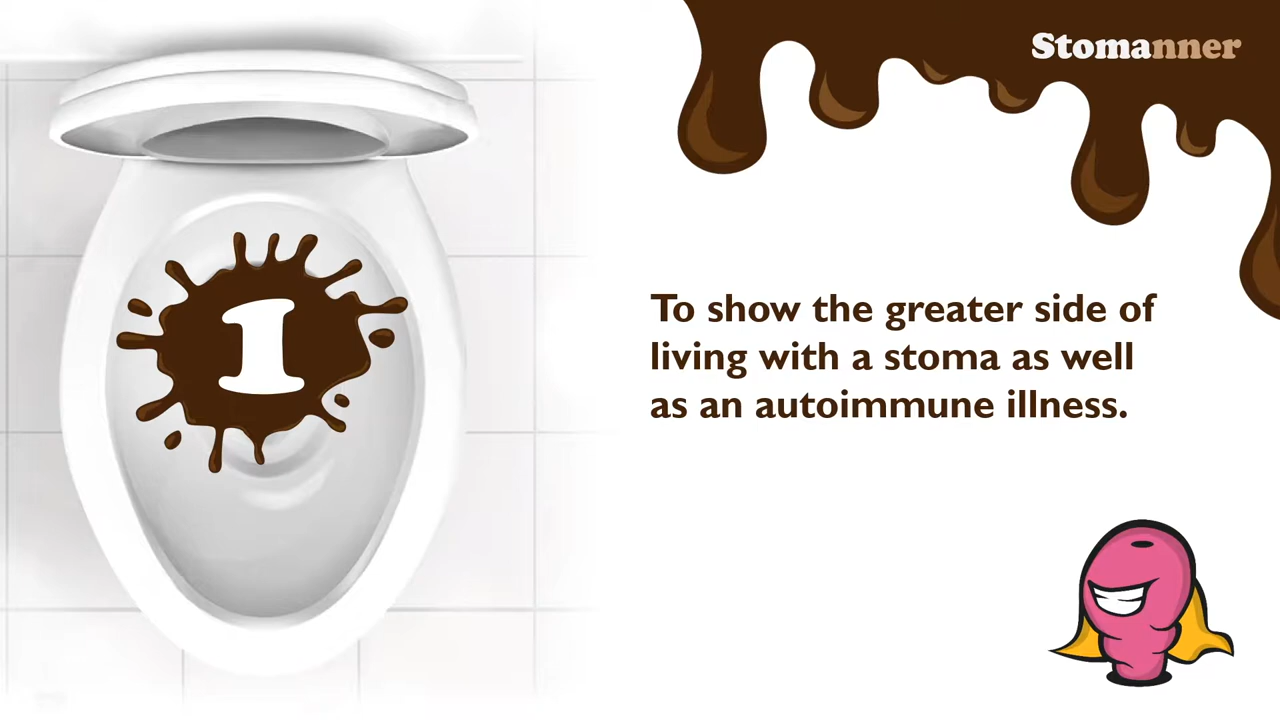 Stomanner
1
To show the greater side of
living with a stoma as well
as an autoimmune illness.